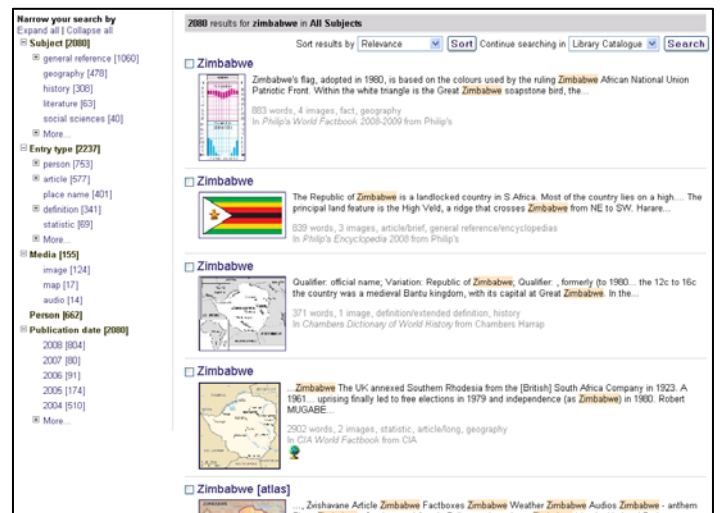 Narrow your search by
Expand all | Collapse all
Subject [2080]
general reference [1060]
geography [478]
history [308]
literature [63]
social sciences [40]
More...
Entry type [2237]
person [753]
article [577]
place name [401]
definition [341]
statistic [69]
More...
Media [155]
image [124]
map [17]
audio [14]
Person [662]
Publication date [2080]
2008 [804]
2007 [80]
2006 [91]
2005 [174]
2004 [510]
More...
2080 results for zimbabwe in All Subjects
Sort results by Relevance Sort Continue searching in Library Catalogue Search
Zimbabwe
Zimbabwe's flag, adopted in 1980, is based on the colours used by the ruling Zimbabwe African National Union
Patriotic Front. Within the white triangle is the Great Zimbabwe soapstone bird, the...
883 words, 4 images, fact, geography
In Philip's World Factbook 2008-2009 from Philip's
Zimbabwe
The Republic of Zimbabwe is a landlocked country in S Africa. Most of the country lies on a high.... The
principal land feature is the High Veld, a ridge that crosses Zimbabwe from NE to SW. Harare...
839 words, 3 images, article/brief, general reference/encyclopedias
In Philip's Encyclopedia 2008 from Philip's
Zimbabwe
Qualifier: official name; Variation: Republic of Zimbabwe; Qualifier: , formerly (to 1980... the 12c to 16c
the country was a medieval Bantu kingdom, with its capital at Great Zimbabwe. In the...
371 words, 1 image, definition/extended definition, history
In Chambers Dictionary of World History from Chambers Harrap
Zimbabwe
...Zimbabwe The UK annexed Southern Rhodesia from the [British] South Africa Company in 1923. A
1961... uprising finally led to free elections in 1979 and independence (as Zimbabwe) in 1980. Robert
MUGABE...
2902 words, 2 images, statistic, article/long, geography
In CIA World Factbook from CIA
Zimbabwe [atlas]
..., Zvishavane Article Zimbabwe Factboxes Zimbabwe Weather Zimbabwe Audios Zimbabwe - anthem